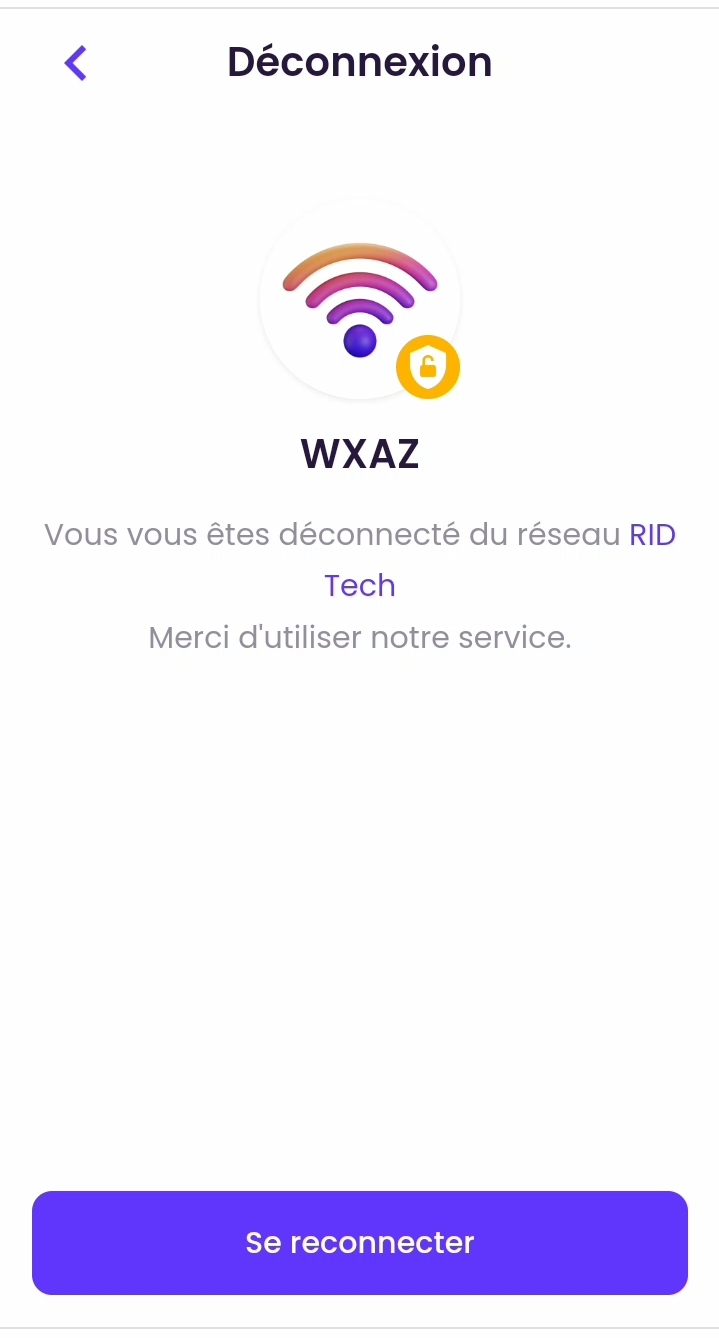 Déconnexion
WXAZ
Vous vous êtes déconnecté du réseau RID
Tech
Merci d'utiliser notre service.
Se reconnecter